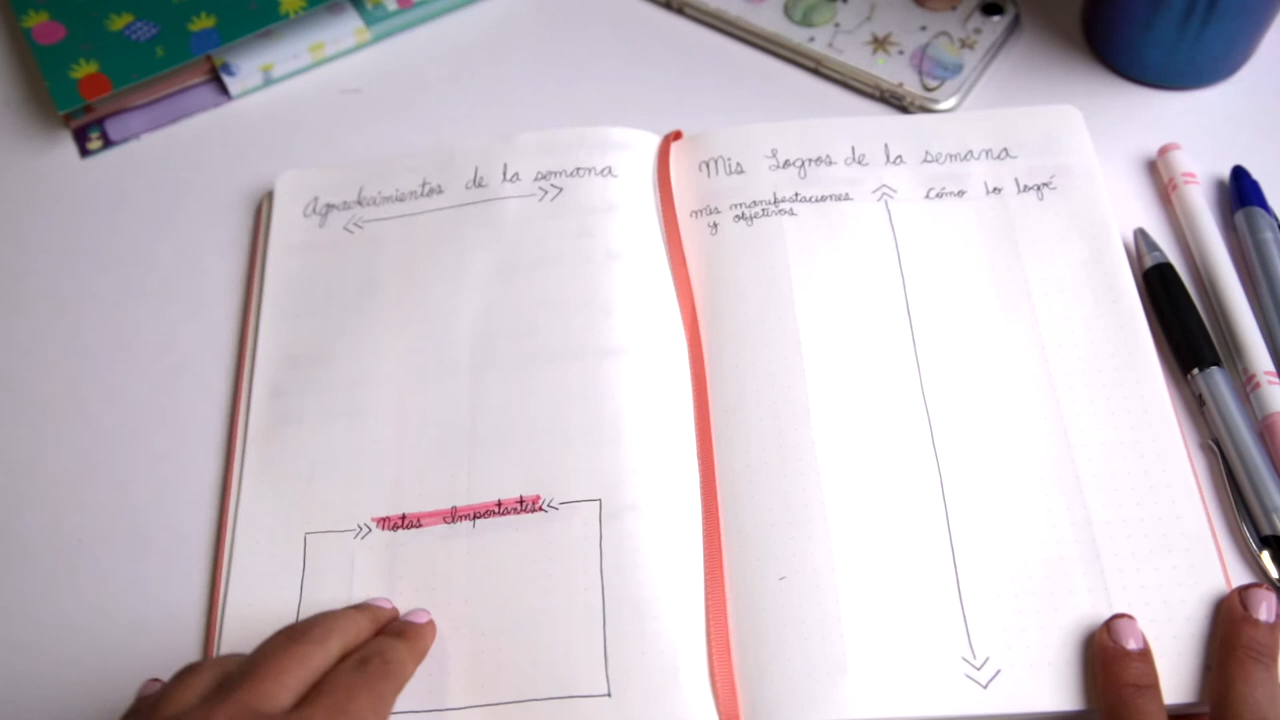 Agradecimientos de la semana
Notas Importantes
Mis Logros de la semana
mis manifestaciones
y objetivos
Cómo lo logré